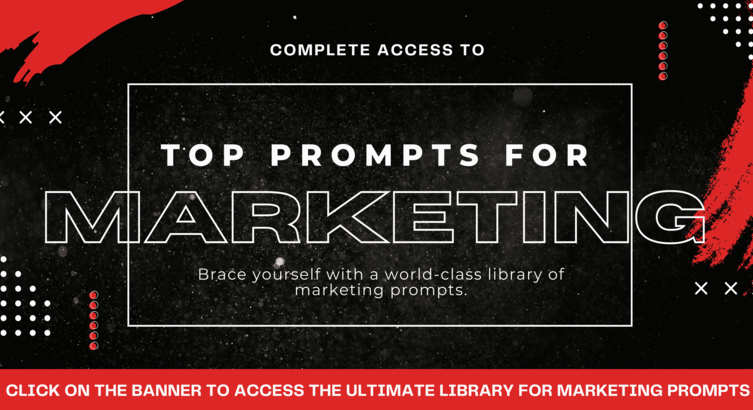 COMPLETE ACCESS TO
TOP PROMPTS FOR
MARKETING
Brace yourself with a world-class library of
marketing prompts.
CLICK ON THE BANNER TO ACCESS THE ULTIMATE LIBRARY FOR MARKETING PROMPTS